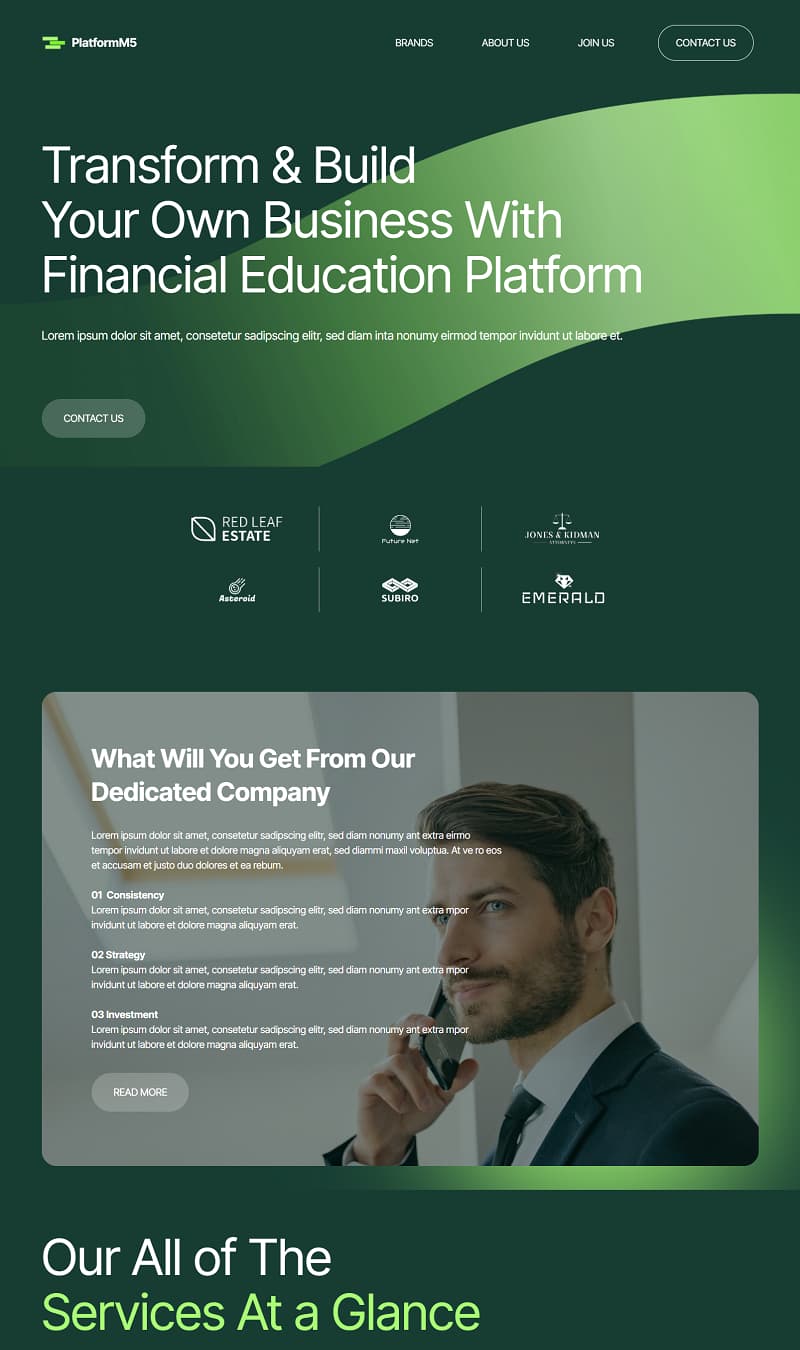 PlatformM5
BRANDS
ABOUT US
JOIN US
CONTACT US
Transform & Build
Your Own Business With
Financial Education Platform
Lorem ipsum dolor sit amet, consetetur sadipscing elitr, sed diam inta nonumy eirmod tempor invidunt ut labore et.
CONTACT US
RED LEAF
ESTATE
Future Net
JONES & KIDMAN
ATTORNEYS
Asteroid
SUBIRO
EMERALD
What Will You Get From Our
Dedicated Company
Lorem ipsum dolor sit amet, consetetur sadipscing elitr, sed diam nonumy ant extra eirmo
tempor invidunt ut labore et dolore magna aliquyam erat, sed diammi maxil voluptua. At ve ro eos
et accusam et justo duo dolores et ea rebum.
01 Consistency
Lorem ipsum dolor sit amet, consetetur sadipscing elitr, sed diam nonumy ant extra mpor
invidunt ut labore et dolore magna aliquyam erat.
02 Strategy
Lorem ipsum dolor sit amet, consetetur sadipscing elitr, sed diam nonumy ant extra mpor
invidunt ut labore et dolore magna aliquyam erat.
03 Investment
Lorem ipsum dolor sit amet, consetetur sadipscing elitr, sed diam nonumy ant extra mpor
invidunt ut labore et dolore magna aliquyam erat.
READ MORE
Our All of The
Services At a Glance